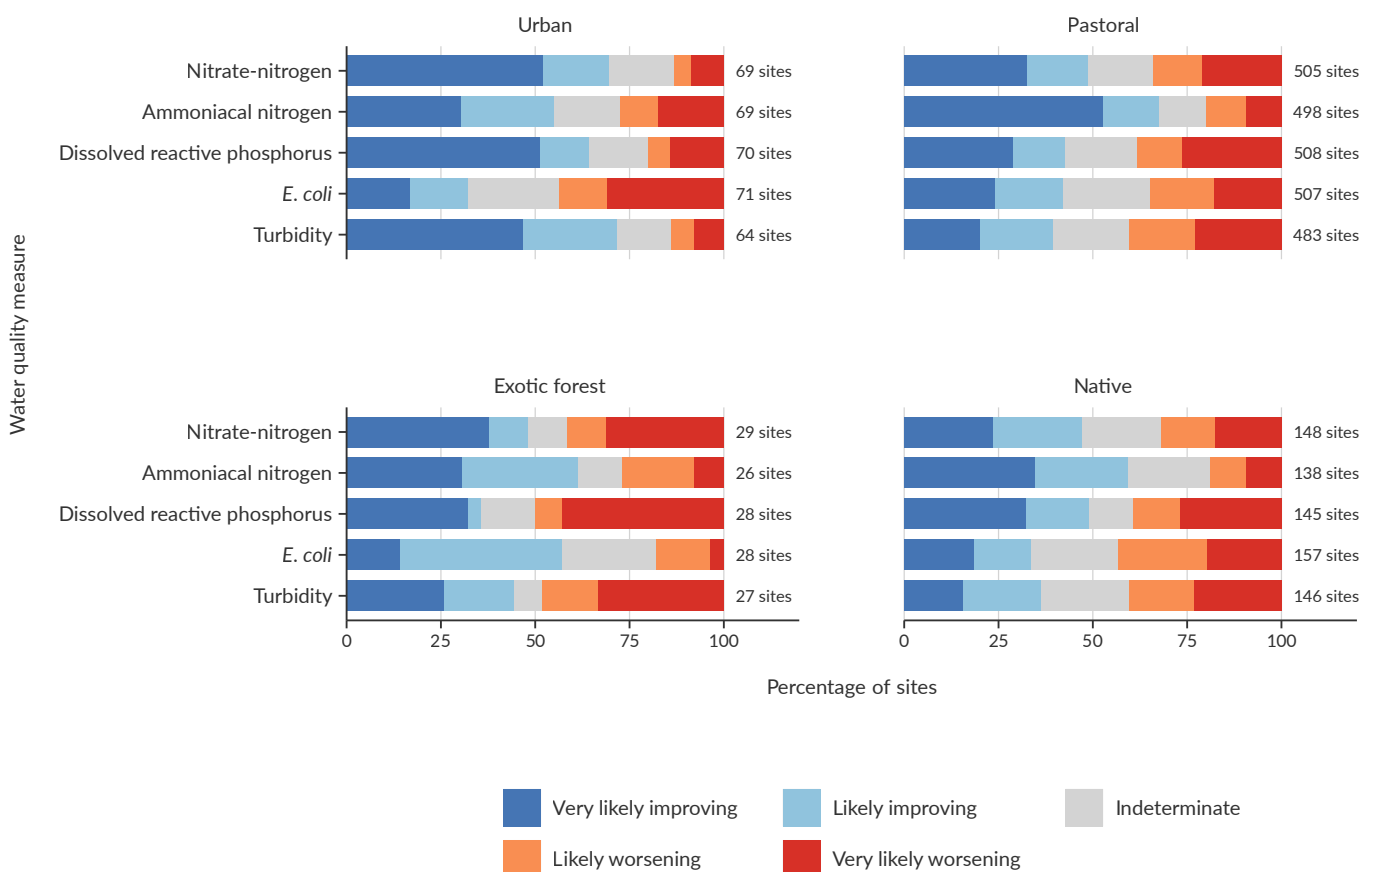 Urban
Pastoral
Nitrate-nitrogen
69 sites
505 sites
Ammoniacal nitrogen
69 sites
498 sites
Dissolved reactive phosphorus
70 sites
508 sites
E. coli
71 sites
507 sites
Turbidity
64 sites
483 sites
Water quality measure
Exotic forest
Native
Nitrate-nitrogen
29 sites
148 sites
Ammoniacal nitrogen
26 sites
138 sites
Dissolved reactive phosphorus
28 sites
145 sites
E. coli
28 sites
157 sites
Turbidity
27 sites
146 sites
0 25 50 75 100
0 25 50 75 100
Percentage of sites
Very likely improving
Likely improving
Indeterminate
Likely worsening
Very likely worsening